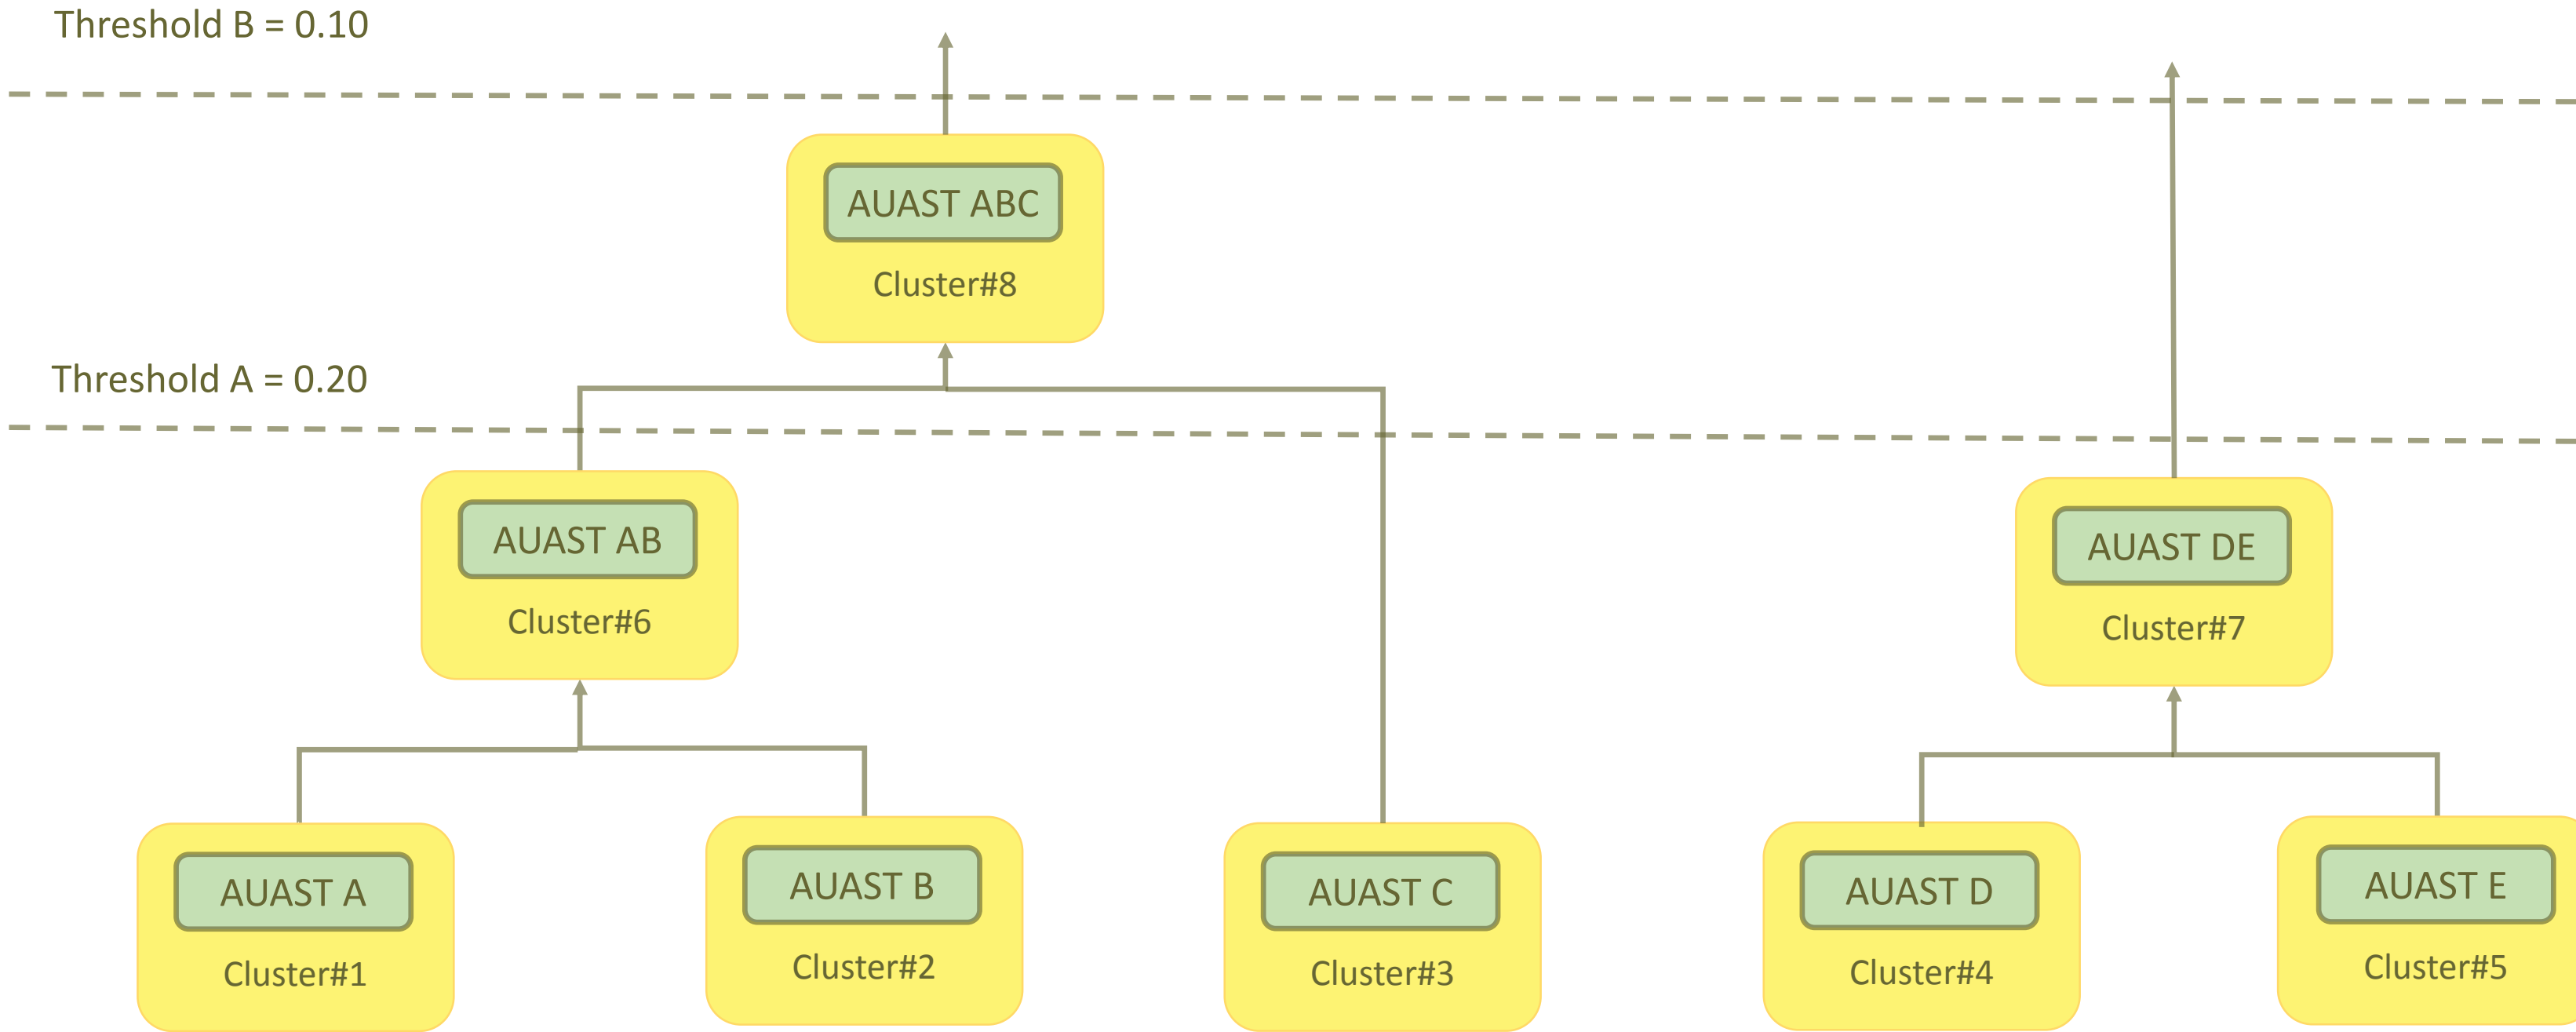 Threshold B = 0.10
AUAST ABC
Cluster#8
Threshold A = 0.20
AUAST AB
Cluster#6
AUAST DE
Cluster#7
AUAST A
Cluster#1
AUAST B
Cluster#2
AUAST C
Cluster#3
AUAST D
Cluster#4
AUAST E
Cluster#5